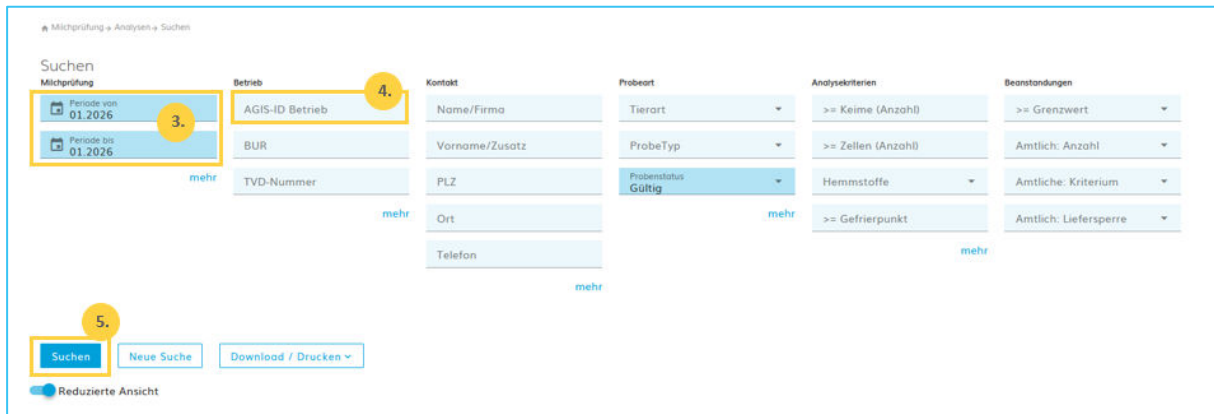 Milchprüfung → Analysen → Suchen
Suchen
Milchprüfung
Periode von
01.2026
3.
Periode bis
01.2026
mehr
Betrieb
AGIS-ID Betrieb
4.
BUR
TVD-Nummer
mehr
Kontakt
Name/Firma
Vorname/Zusatz
PLZ
Ort
Telefon
mehr
Probeart
Tierart
ProbeTyp
Probenstatus
Gültig
mehr
Analysekriterien
>= Keime (Anzahl)
>= Zellen (Anzahl)
Hemmstoffe
>= Gefrierpunkt
mehr
Beanstandungen
>= Grenzwert
Amtlich: Anzahl
Amtliche: Kriterium
Amtlich: Liefersperre
5.
Suchen
Neue Suche
Download / Drucken
Reduzierte Ansicht